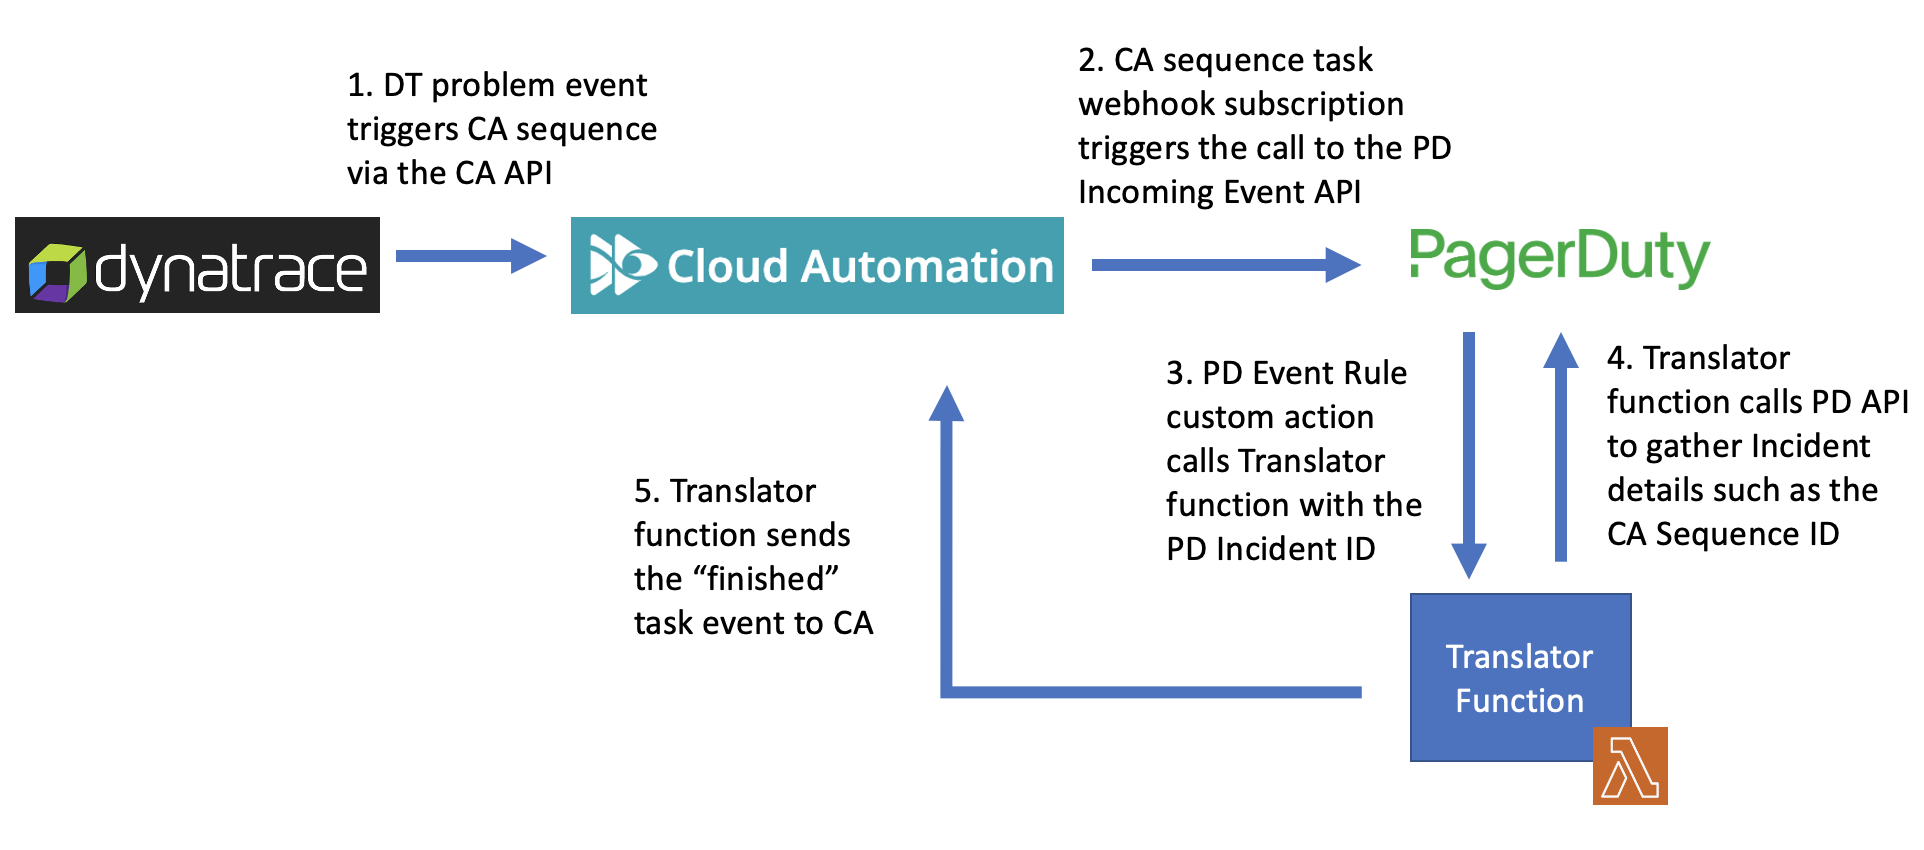 1. DT problem event
triggers CA sequence
via the CA API
2. CA sequence task
webhook subscription
triggers the call to the PD
Incoming Event API
dynatrace
Cloud Automation
PagerDuty
3. PD Event Rule
custom action
calls Translator
function with the
PD Incident ID
4. Translator
function calls PD API
to gather Incident
details such as the
CA Sequence ID
5. Translator
function sends
the “finished”
task event to CA
Translator
Function